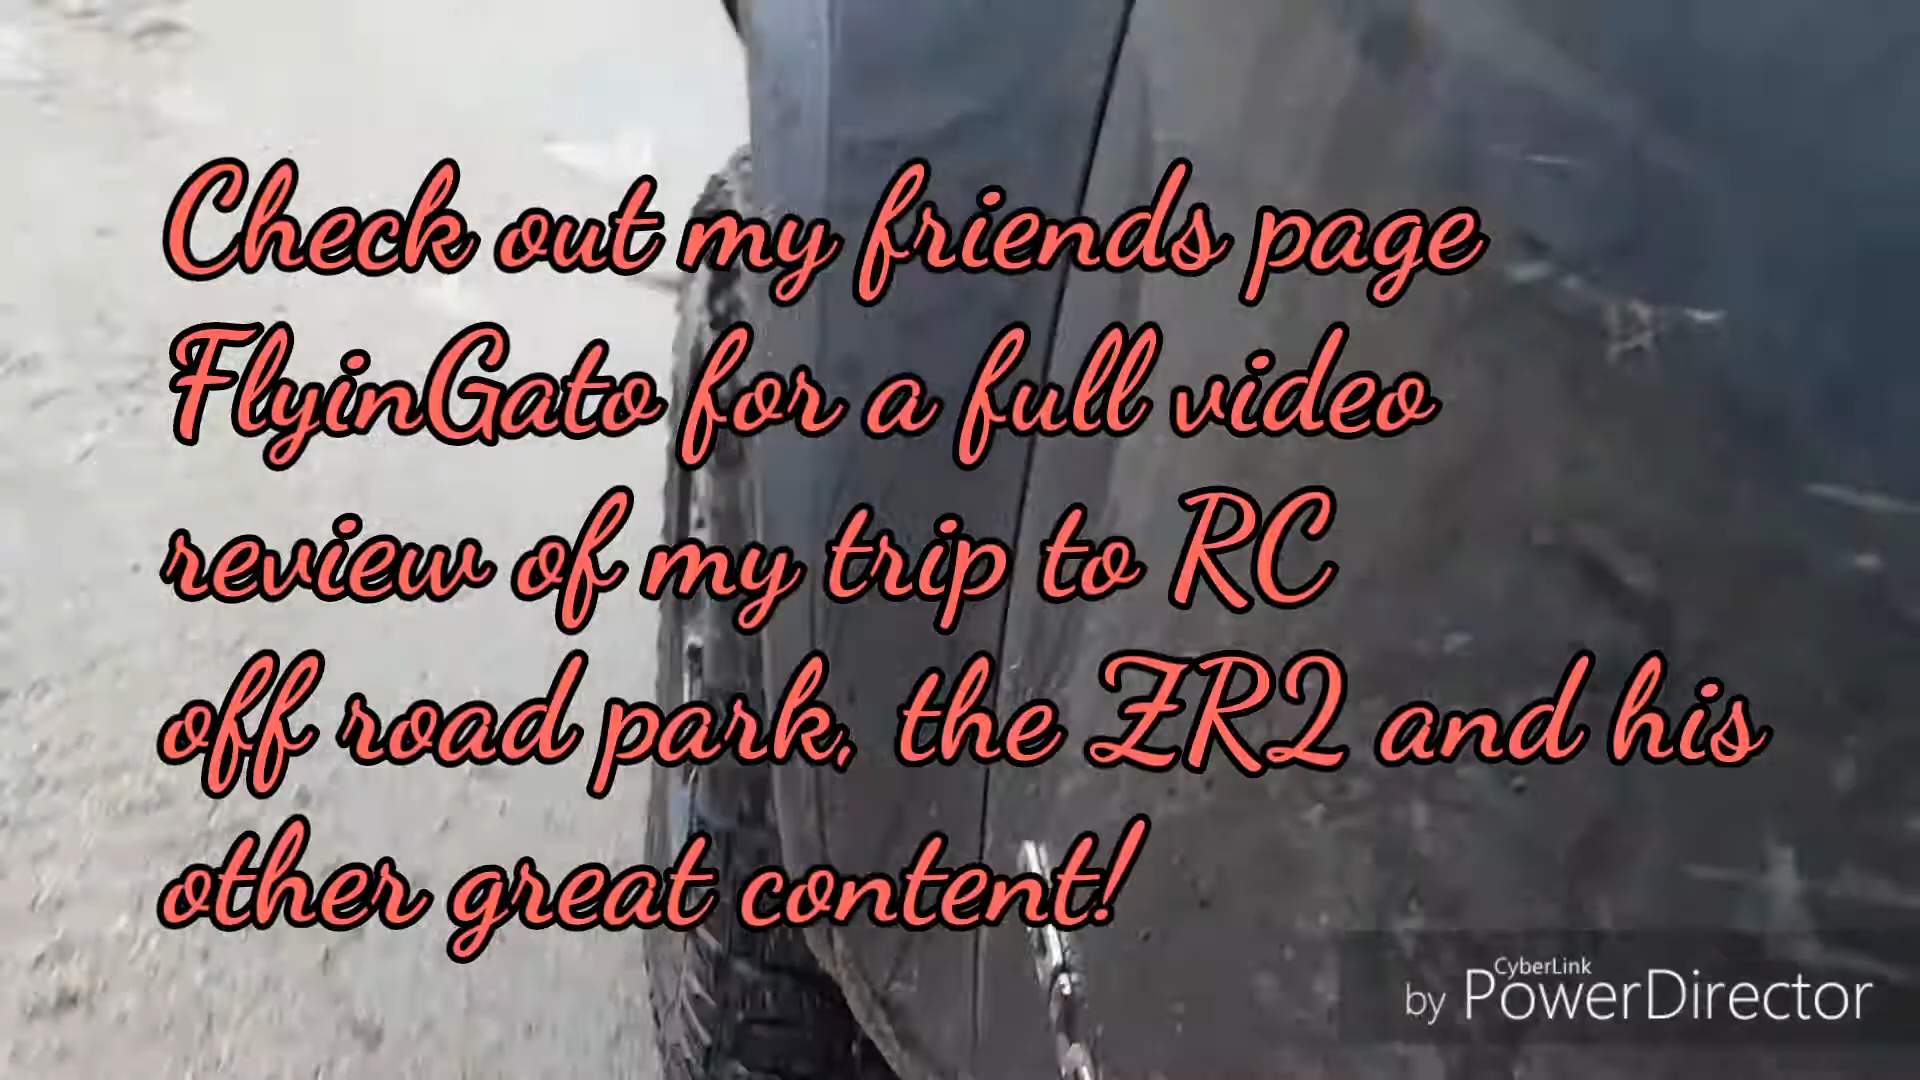 Check out my friends page
FlyinGato for a full video
review of my trip to RC
off road park, the ZR2 and his
other great content!
by CyberLink PowerDirector